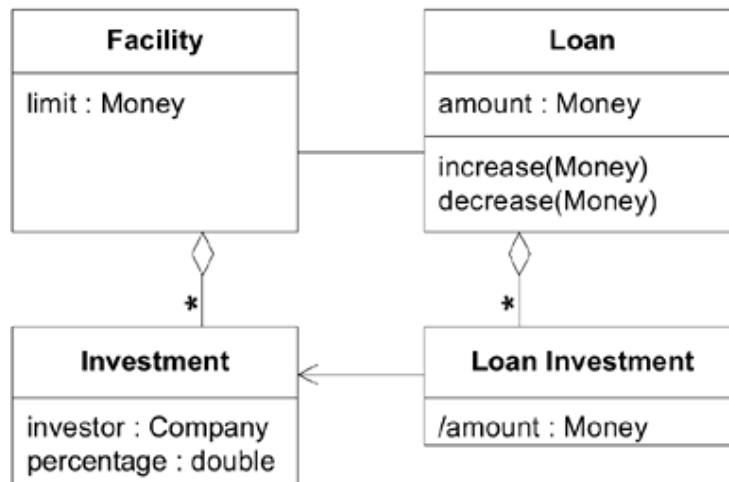 Facility
limit : Money
Loan
amount : Money
increase(Money)
decrease(Money)
*
*
Investment
investor : Company
percentage : double
Loan Investment
/amount : Money